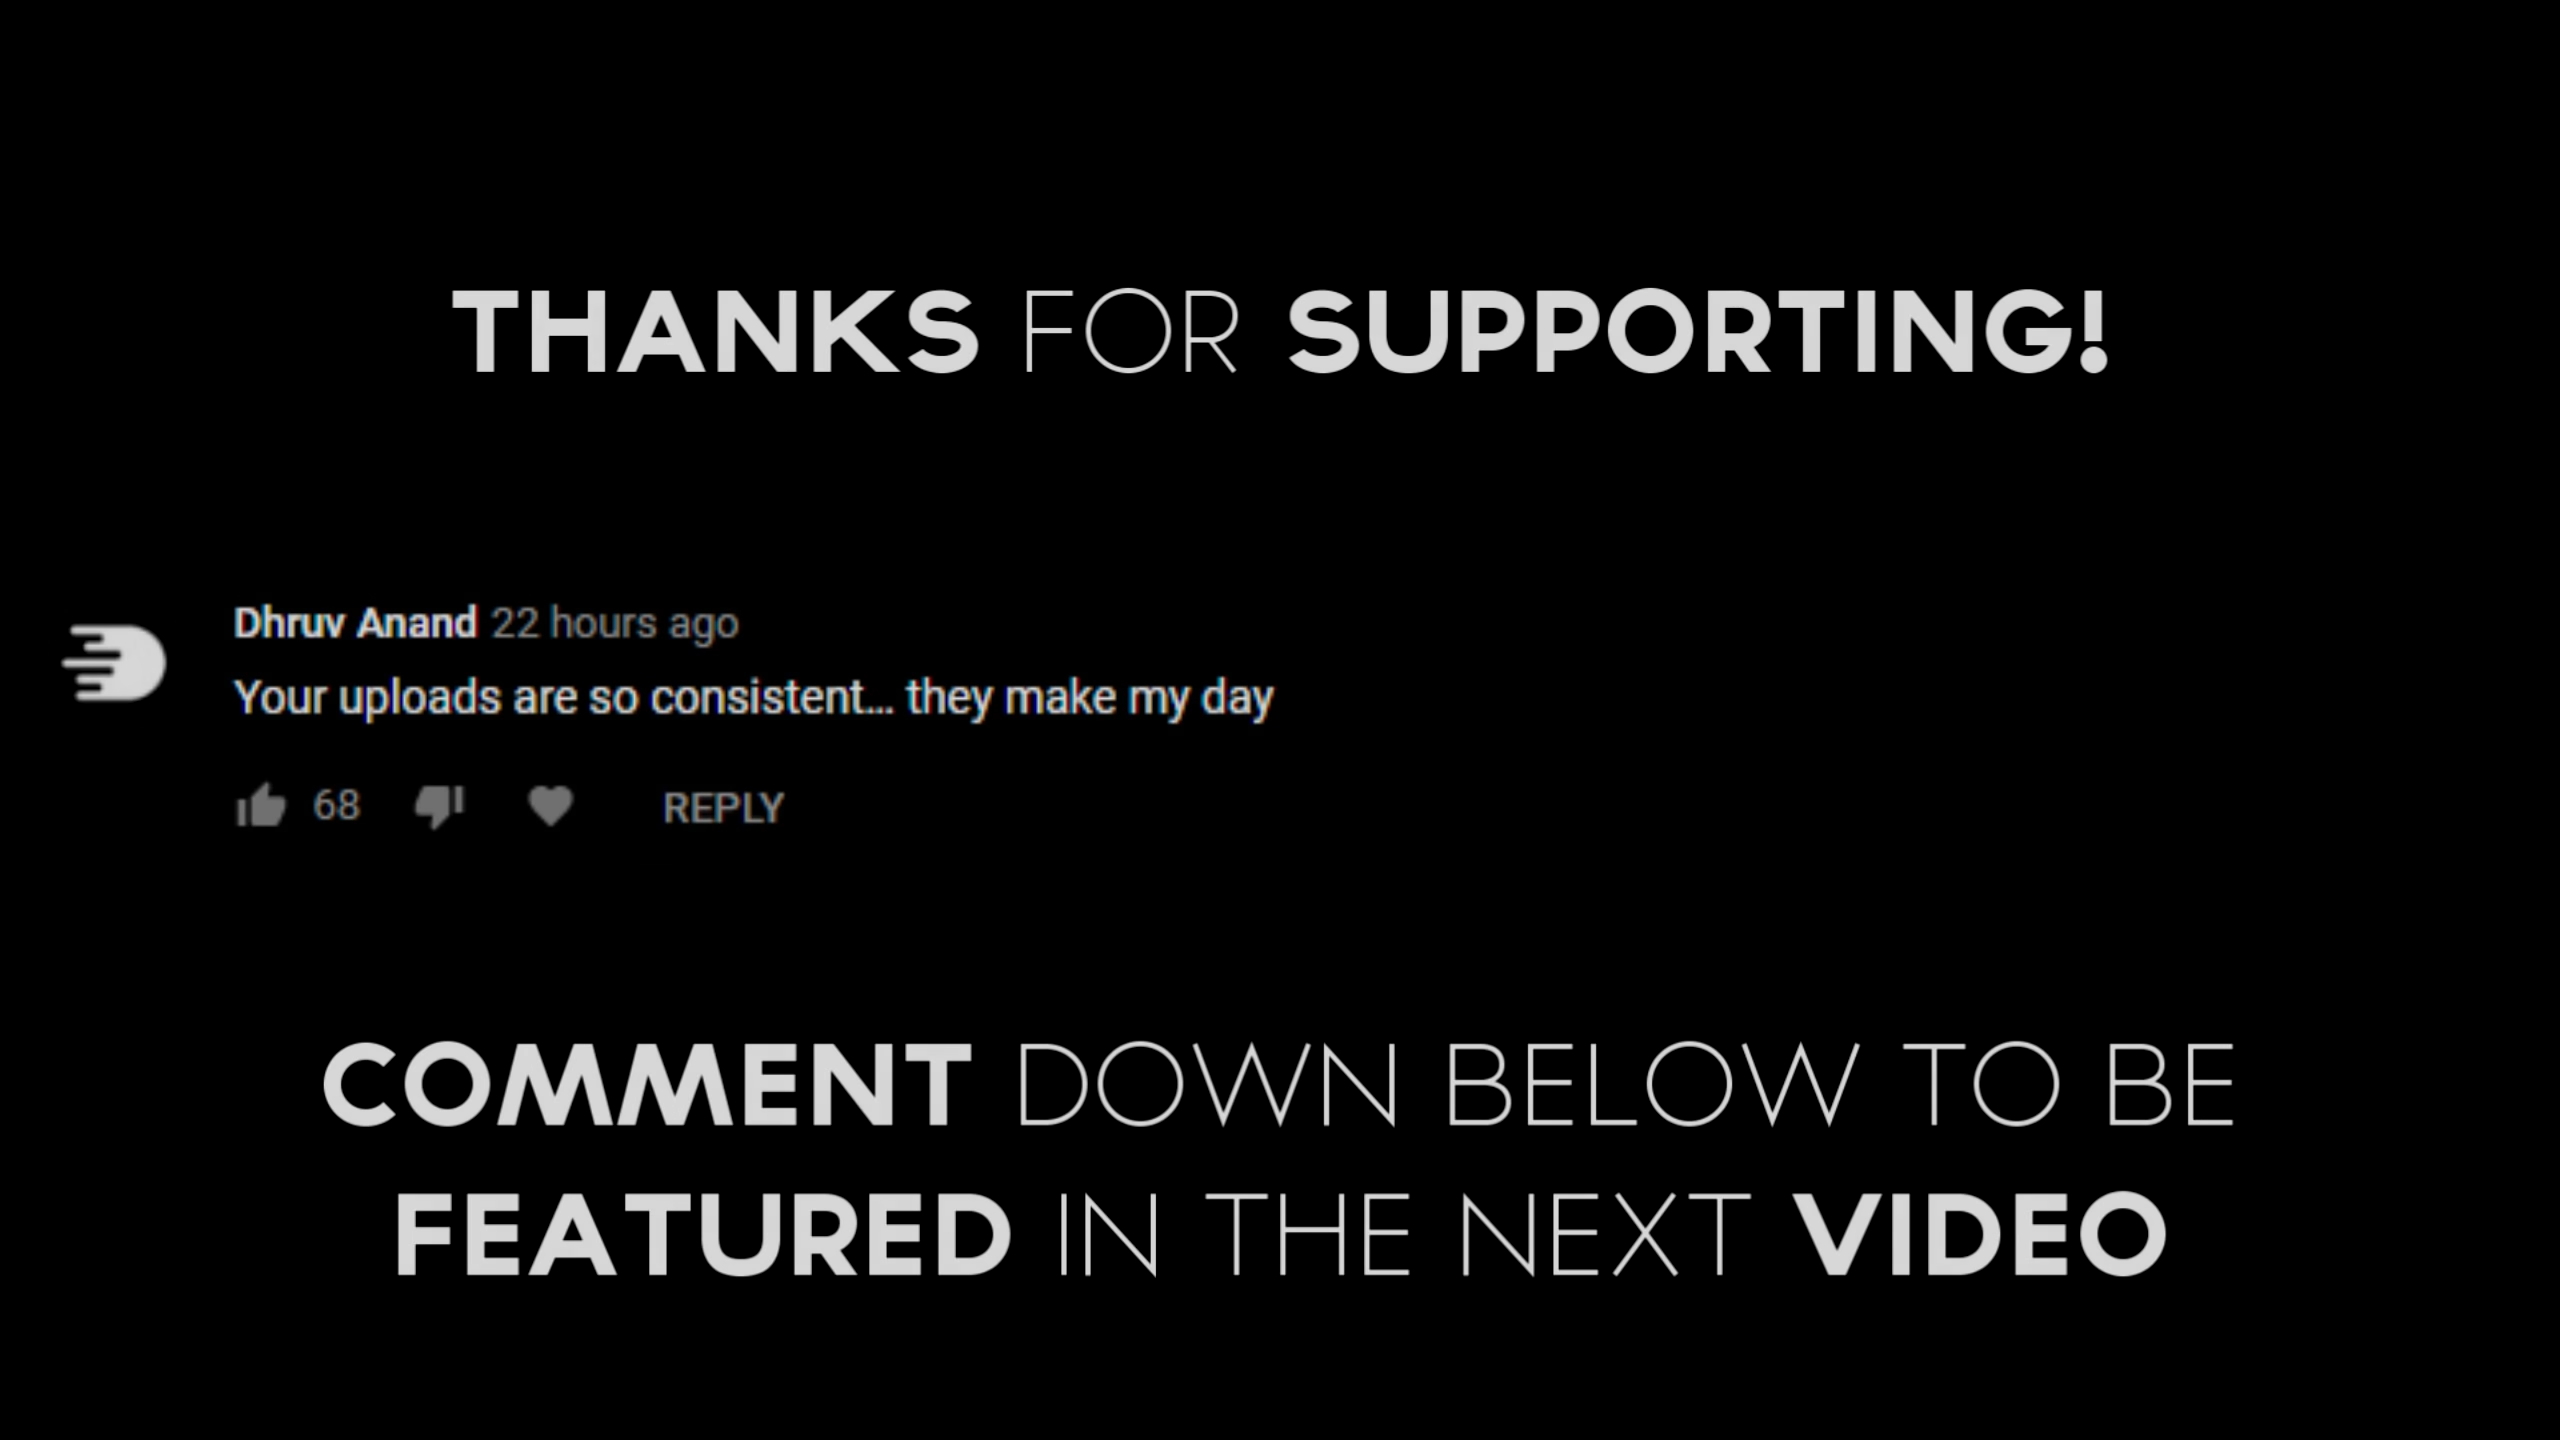 THANKS FOR SUPPORTING!
Dhruv Anand 22 hours ago
Your uploads are so consistent... they make my day
68 REPLY
COMMENT DOWN BELOW TO BE
FEATURED IN THE NEXT VIDEO